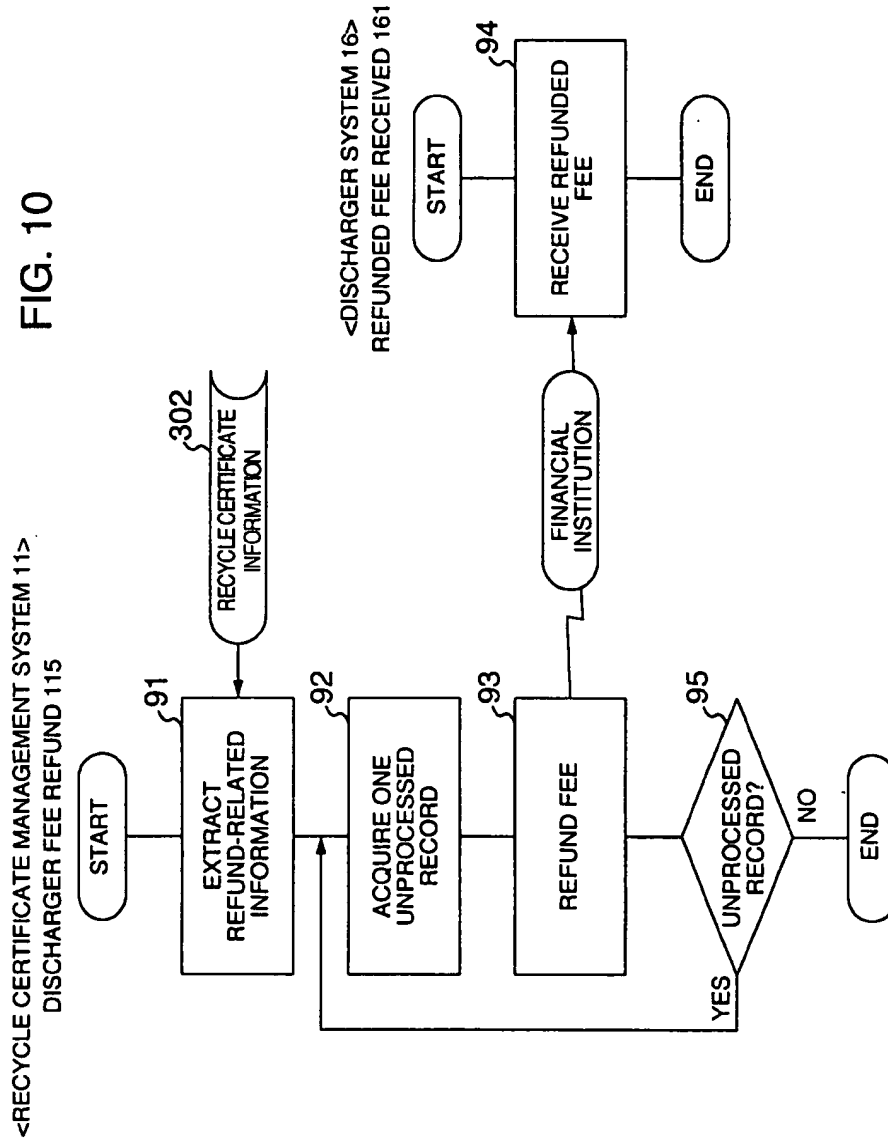 FIG. 10
<RECYCLE CERTIFICATE MANAGEMENT SYSTEM 11>
DISCHARGER FEE REFUND 115
START
91
EXTRACT
REFUND-RELATED
INFORMATION
302
RECYCLE CERTIFICATE
INFORMATION
92
ACQUIRE ONE
UNPROCESSED
RECORD
93
REFUND FEE
FINANCIAL
INSTITUTION
95
UNPROCESSED
RECORD?
YES
NO
END
<DISCHARGER SYSTEM 16>
REFUNDED FEE RECEIVED 161
START
94
RECEIVE REFUNDED
FEE
END